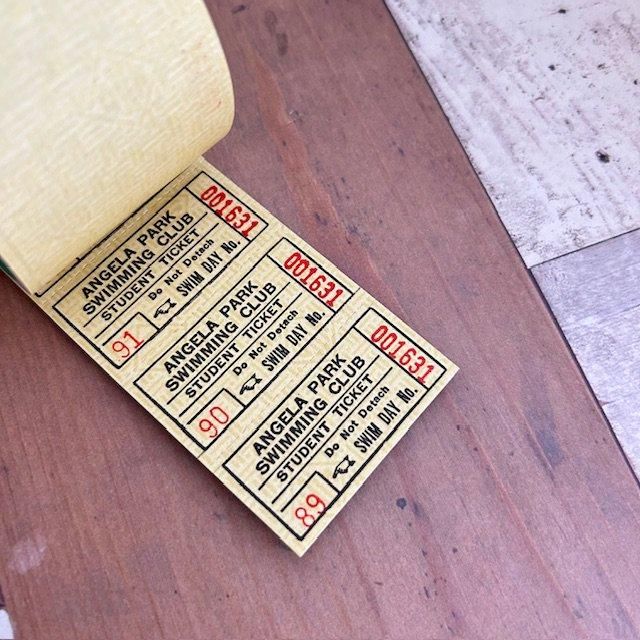 001631
ANGELA PARK
SWIMMING CLUB
STUDENT TICKET
Do Not Detach
91 SWIM DAY No.
001631
ANGELA PARK
SWIMMING CLUB
STUDENT TICKET
Do Not Detach
90 SWIM DAY No.
001631
ANGELA PARK
SWIMMING CLUB
STUDENT TICKET
Do Not Detach
89 SWIM DAY No.